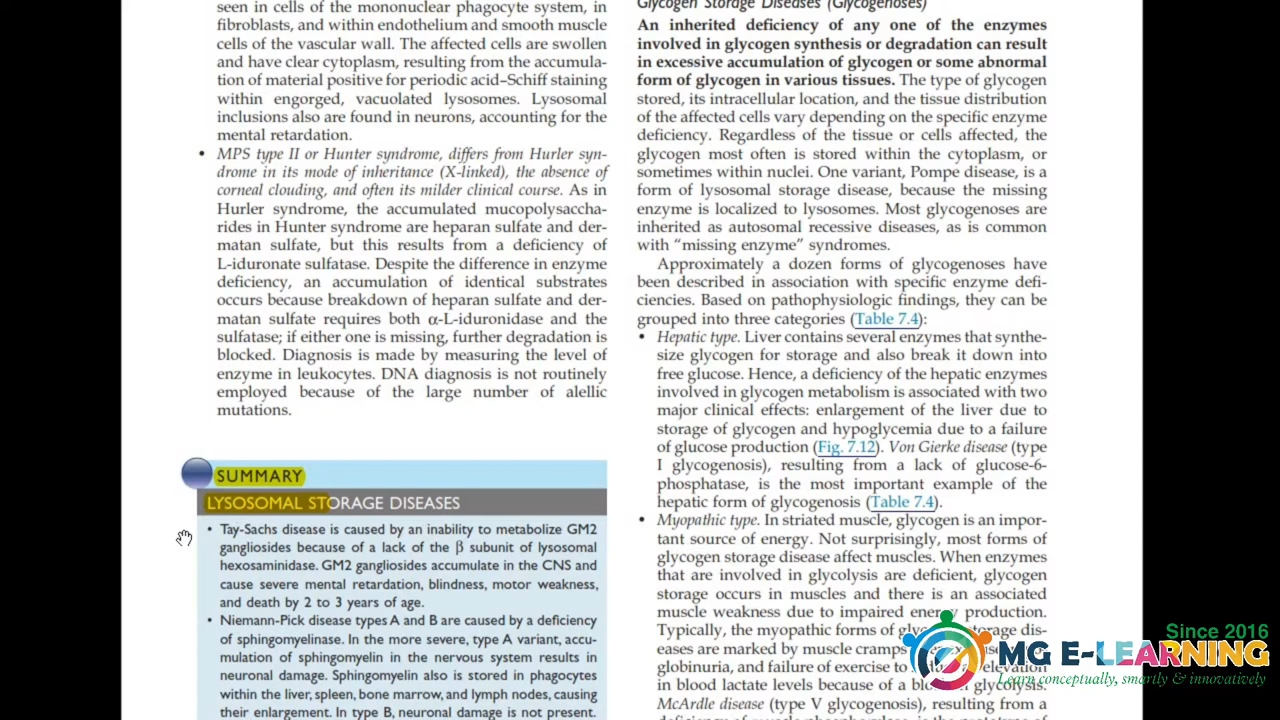 seen in cells of the mononuclear phagocyte system, in
fibroblasts, and within endothelium and smooth muscle
cells of the vascular wall. The affected cells are swollen
and have clear cytoplasm, resulting from the accumula-
tion of material positive for periodic acid–Schiff staining
within engorged, vacuolated lysosomes. Lysosomal
inclusions also are found in neurons, accounting for the
mental retardation.
• MPS type II or Hunter syndrome, differs from Hurler syn-
drome in its mode of inheritance (X-linked), the absence of
corneal clouding, and often its milder clinical course. As in
Hurler syndrome, the accumulated mucopolysaccha-
rides in Hunter syndrome are heparan sulfate and der-
matan sulfate, but this results from a deficiency of
L-iduronate sulfatase. Despite the difference in enzyme
deficiency, an accumulation of identical substrates
occurs because breakdown of heparan sulfate and der-
matan sulfate requires both α-L-iduronidase and the
sulfatase; if either one is missing, further degradation is
blocked. Diagnosis is made by measuring the level of
enzyme in leukocytes. DNA diagnosis is not routinely
employed because of the large number of alellic
mutations.
SUMMARY
LYSOSOMAL STORAGE DISEASES
• Tay-Sachs disease is caused by an inability to metabolize GM2
gangliosides because of a lack of the β subunit of lysosomal
hexosaminidase. GM2 gangliosides accumulate in the CNS and
cause severe mental retardation, blindness, motor weakness,
and death by 2 to 3 years of age.
• Niemann-Pick disease types A and B are caused by a deficiency
of sphingomyelinase. In the more severe, type A variant, accu-
mulation of sphingomyelin in the nervous system results in
neuronal damage. Sphingomyelin also is stored in phagocytes
within the liver, spleen, bone marrow, and lymph nodes, causing
their enlargement. In type B, neuronal damage is not present.
Glycogen Storage Diseases (Glycogenoses)
An inherited deficiency of any one of the enzymes
involved in glycogen synthesis or degradation can result
in excessive accumulation of glycogen or some abnormal
form of glycogen in various tissues. The type of glycogen
stored, its intracellular location, and the tissue distribution
of the affected cells vary depending on the specific enzyme
deficiency. Regardless of the tissue or cells affected, the
glycogen most often is stored within the cytoplasm, or
sometimes within nuclei. One variant, Pompe disease, is a
form of lysosomal storage disease, because the missing
enzyme is localized to lysosomes. Most glycogenoses are
inherited as autosomal recessive diseases, as is common
with “missing enzyme” syndromes.
Approximately a dozen forms of glycogenoses have
been described in association with specific enzyme defi-
ciencies. Based on pathophysiologic findings, they can be
grouped into three categories (Table 7.4):
• Hepatic type. Liver contains several enzymes that synthe-
size glycogen for storage and also break it down into
free glucose. Hence, a deficiency of the hepatic enzymes
involved in glycogen metabolism is associated with two
major clinical effects: enlargement of the liver due to
storage of glycogen and hypoglycemia due to a failure
of glucose production (Fig. 7.12). Von Gierke disease (type
I glycogenosis), resulting from a lack of glucose-6-
phosphatase, is the most important example of the
hepatic form of glycogenosis (Table 7.4).
• Myopathic type. In striated muscle, glycogen is an impor-
tant source of energy. Not surprisingly, most forms of
glycogen storage disease affect muscles. When enzymes
that are involved in glycolysis are deficient, glycogen
storage occurs in muscles and there is an associated
muscle weakness due to impaired energy production.
Typically, the myopathic forms of storage dis-
eases are marked by muscle cramps
globinuria, and failure of exercise to elevation
in blood lactate levels because of a glycolysis.
McArdle disease (type V glycogenosis), resulting from a
Since 2016
MG E-LEARNING
Learn conceptually, smartly & innovatively